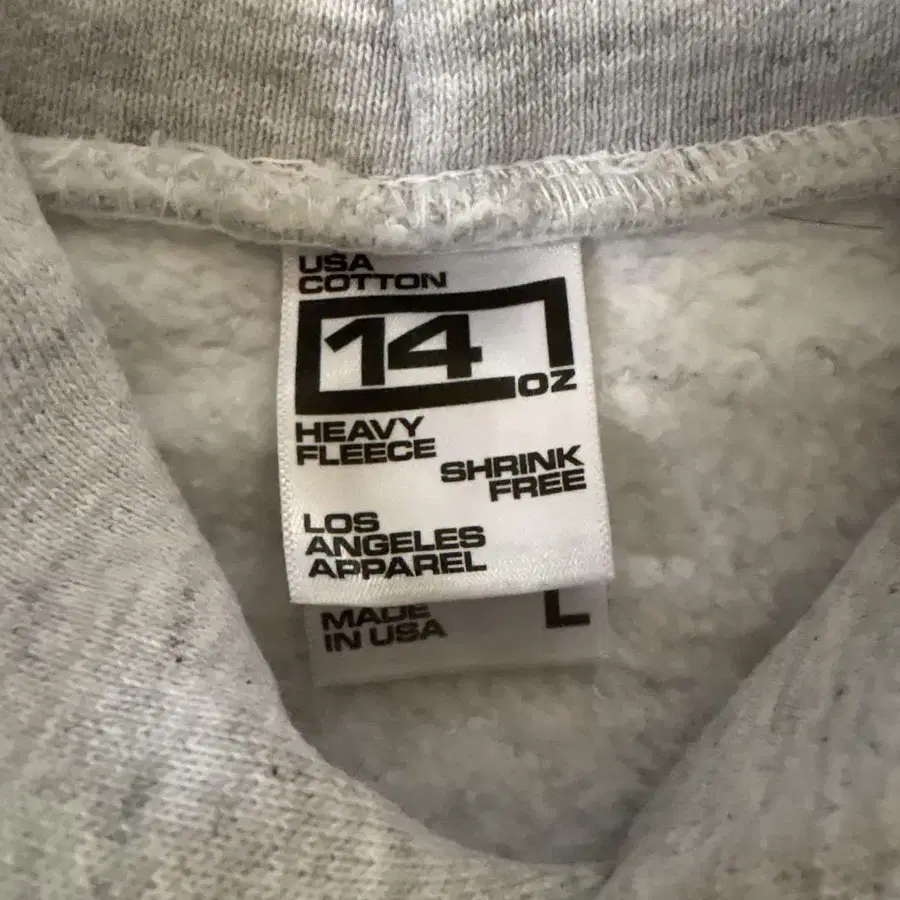 USA
COTTON
14
OZ
HEAVY
FLEECE
SHRINK
FREE
LOS
ANGELES
APPAREL
MADE
IN USA
L